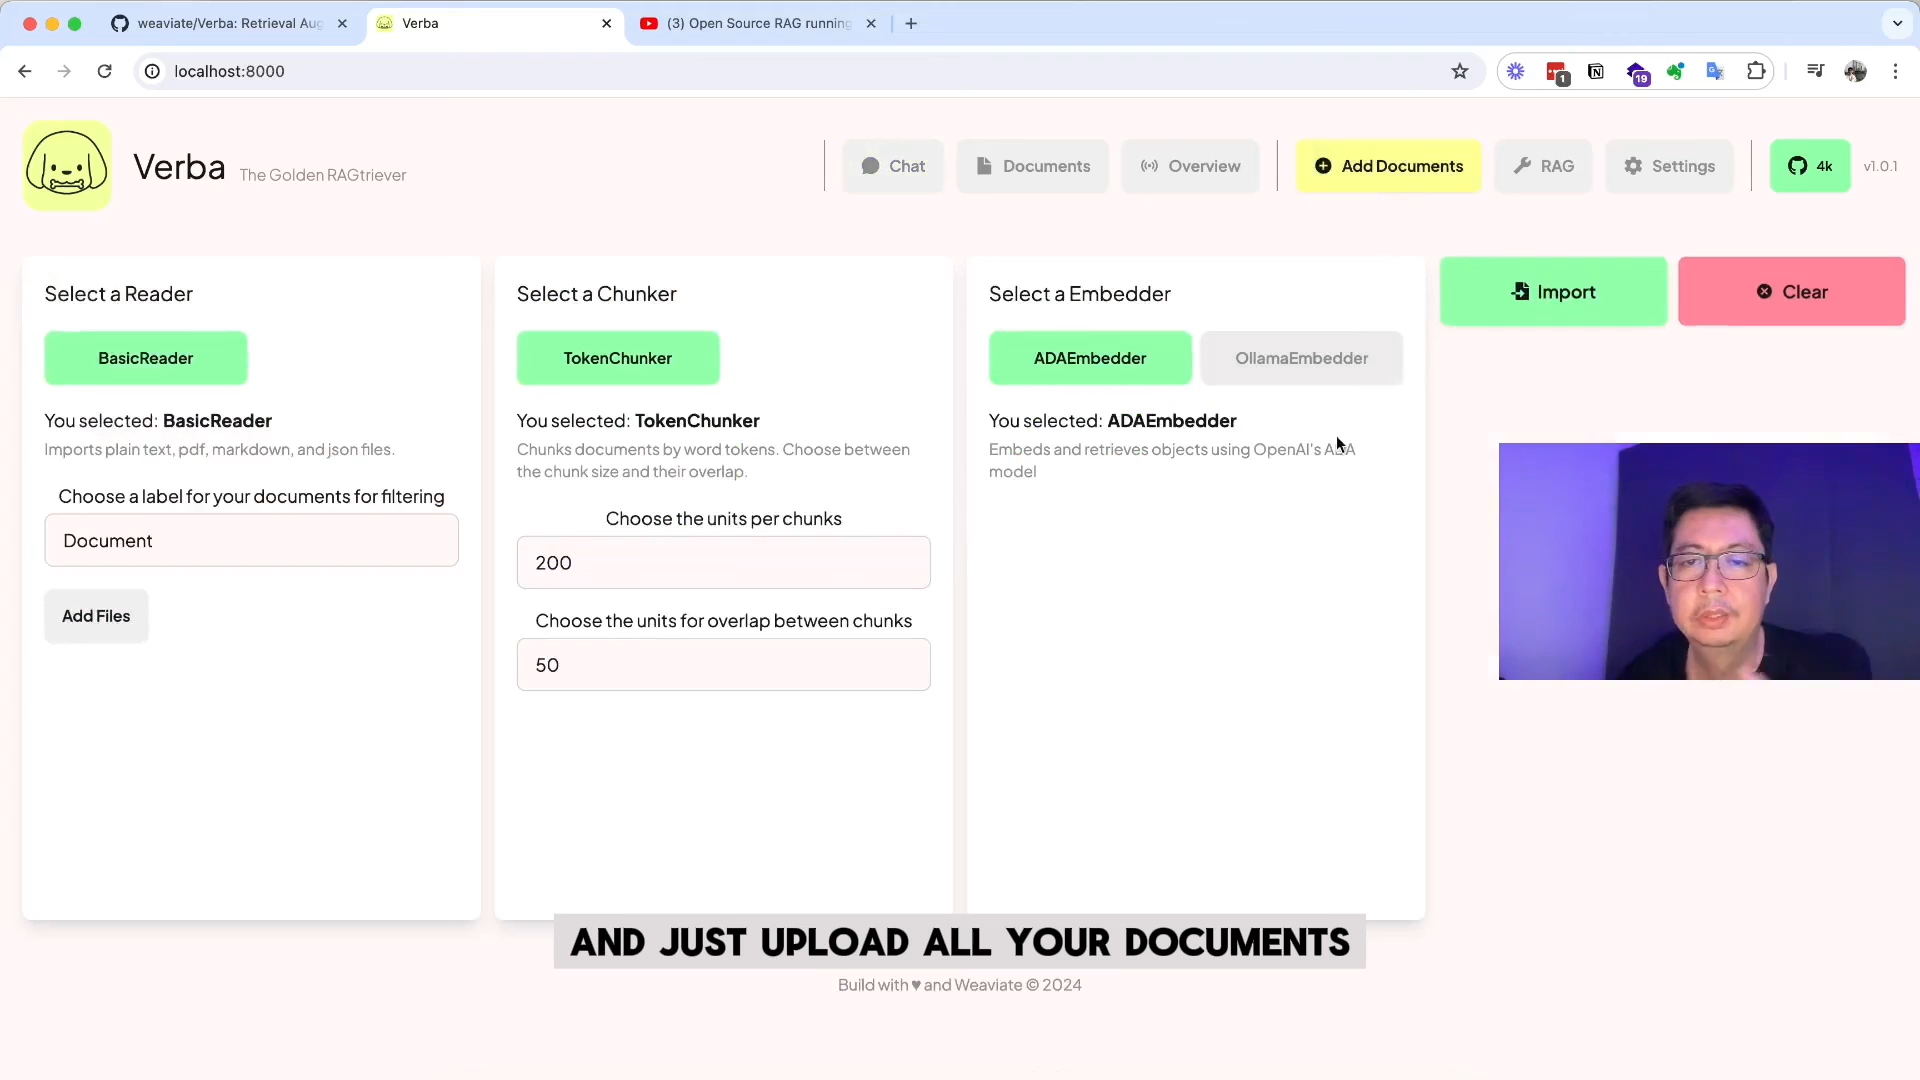 weaviate/Verba: Retrieval Aug
Verba
(3) Open Source RAG running
localhost:8000
1
19
Verba
The Golden RAGtriever
Chat
Documents
Overview
Add Documents
RAG
Settings
4k
v1.0.1
Select a Reader
BasicReader
You selected: BasicReader
Imports plain text, pdf, markdown, and json files.
Choose a label for your documents for filtering
Document
Add Files
Select a Chunker
TokenChunker
You selected: TokenChunker
Chunks documents by word tokens. Choose between
the chunk size and their overlap.
Choose the units per chunks
200
Choose the units for overlap between chunks
50
Select a Embedder
ADAEmbedder
OllamaEmbedder
You selected: ADAEmbedder
Embeds and retrieves objects using OpenAI's ADA
model
Import
Clear
AND JUST UPLOAD ALL YOUR DOCUMENTS
Build with ♥ and Weaviate © 2024